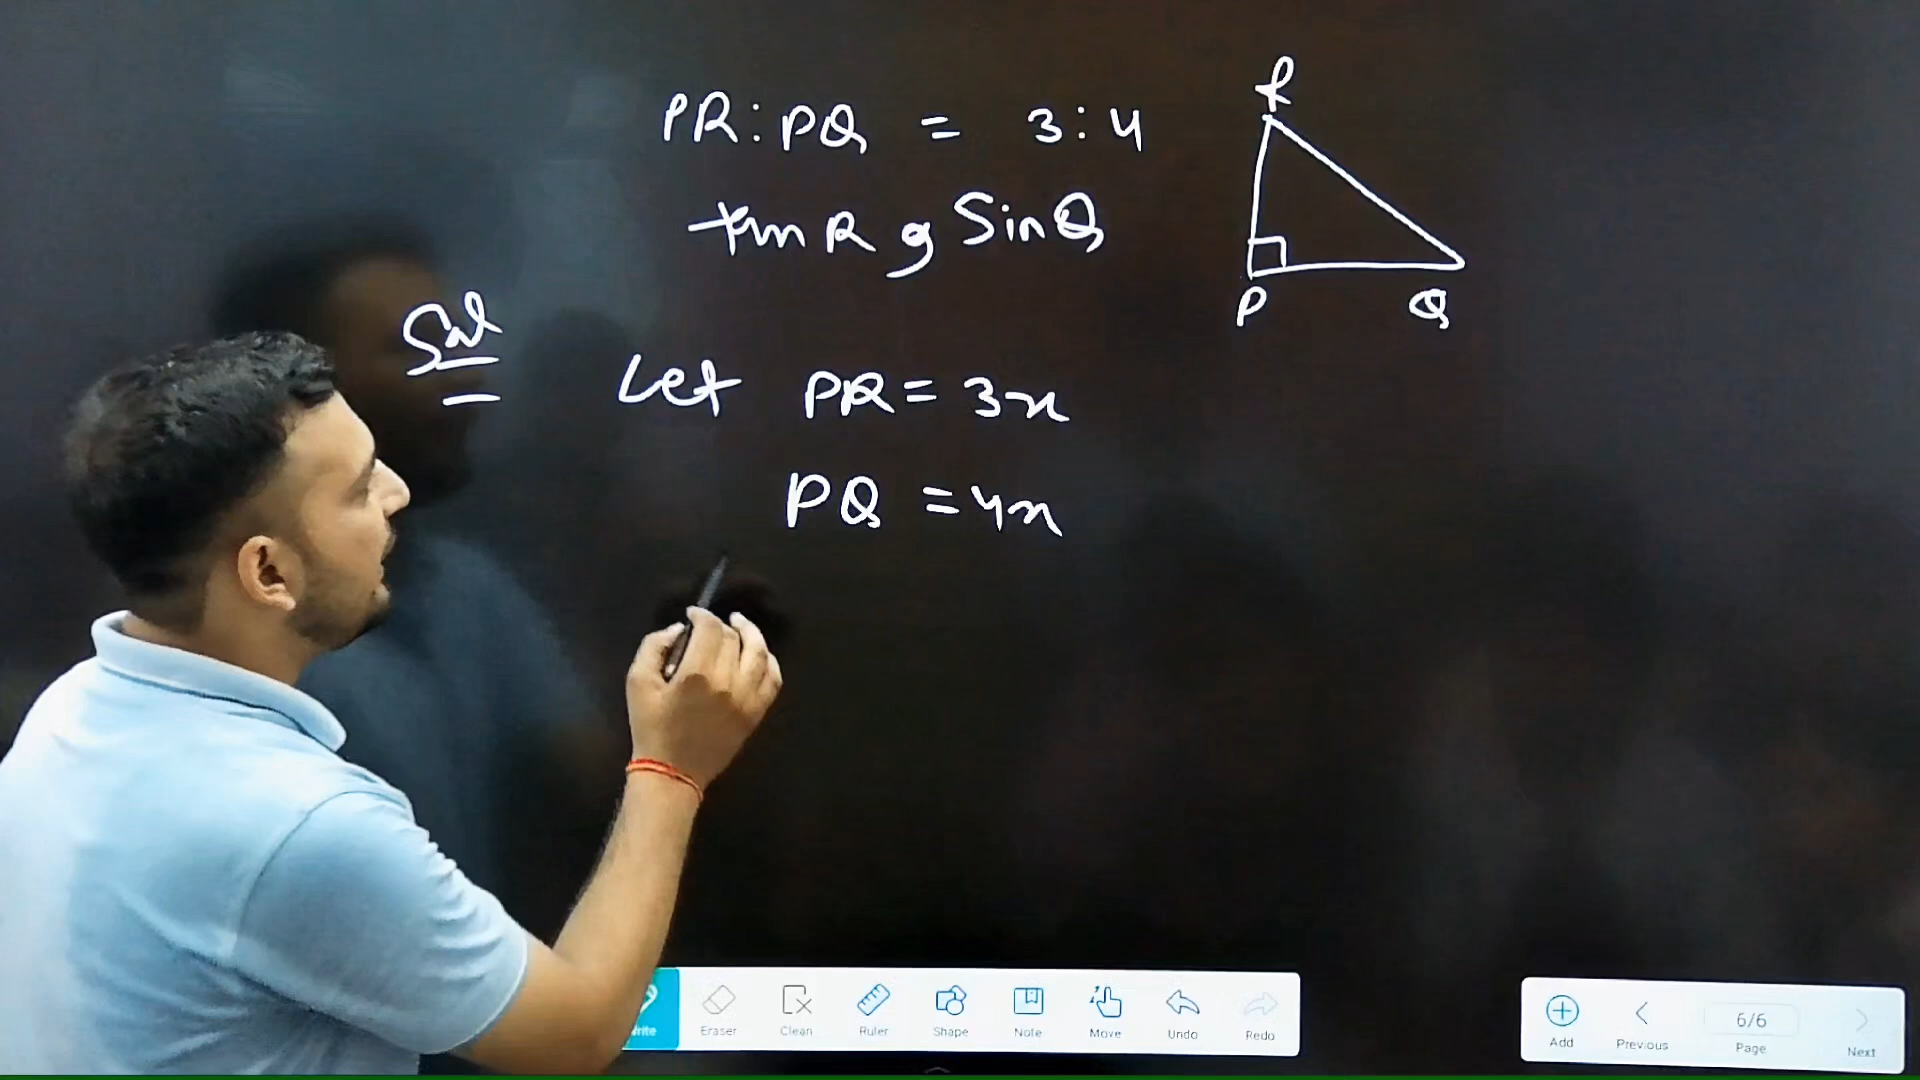 PR : PQ = 3 : 4
R
tan R , Sin Q
P Q
Sol
Let PR = 3x
PQ = 4x
Write Eraser Clean Ruler Shape Note Move Undo Redo
Add Previous 6/6 Page Next